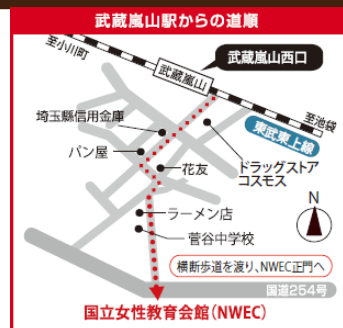 武蔵嵐山駅からの道順
至小川町
武蔵嵐山
武蔵嵐山西口
至池袋
東武東上線
埼玉縣信用金庫
パン屋
花友
ドラッグストア
コスモス
N
ラーメン店
菅谷中学校
横断歩道を渡り、NWEC正門へ
国道254号
国立女性教育会館(NWEC)